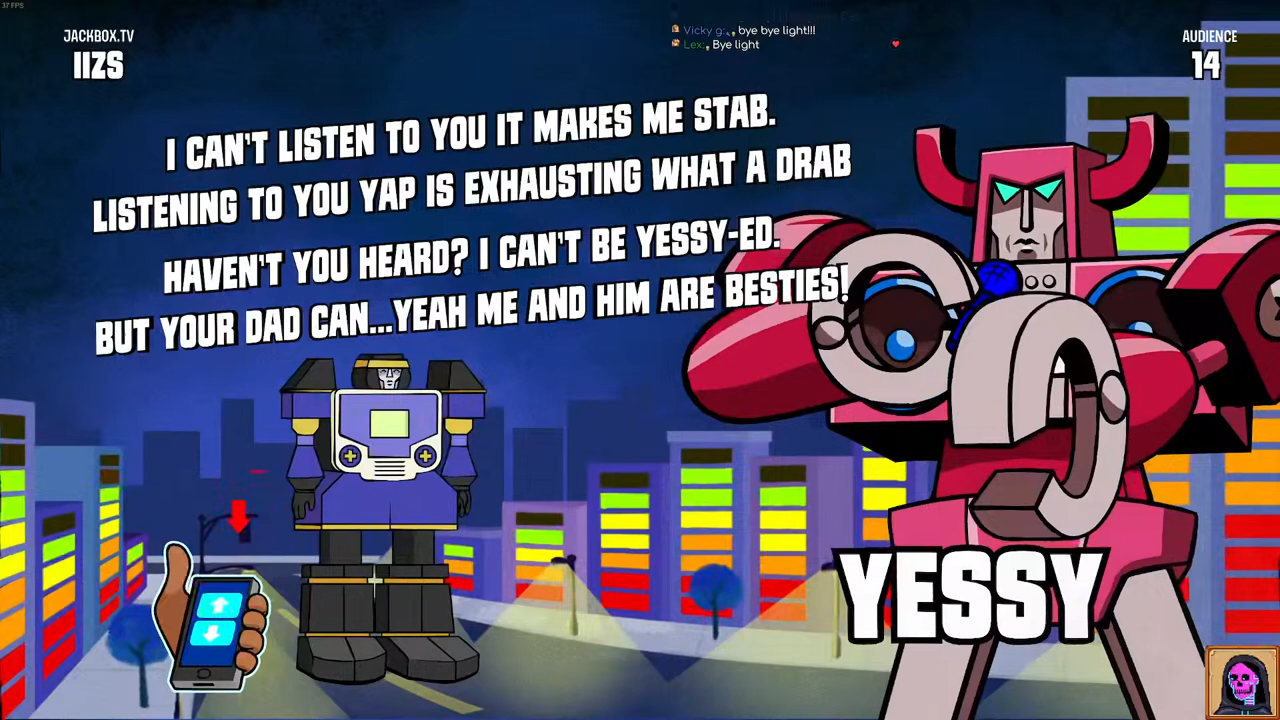 37 FPS
JACKBOX.TV
IIZS
Vicky g: bye bye light!!!
Lex: Bye light
AUDIENCE
14
I CAN'T LISTEN TO YOU IT MAKES ME STAB.
LISTENING TO YOU YAP IS EXHAUSTING WHAT A DRAB
HAVEN'T YOU HEARD? I CAN'T BE YESSY-ED.
BUT YOUR DAD CAN...YEAH ME AND HIM ARE BESTIES!
YESSY